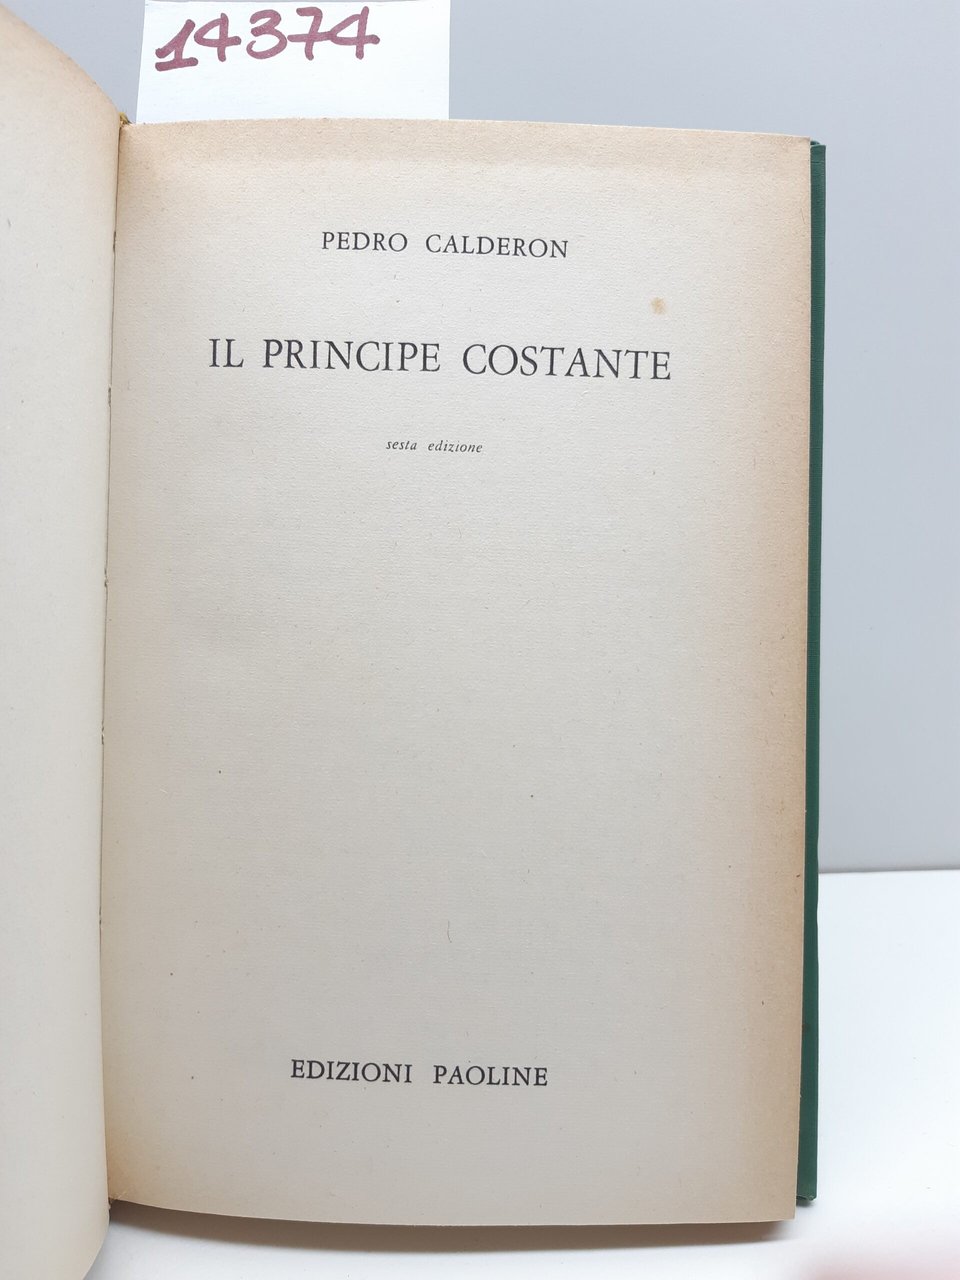 14374
PEDRO CALDERON
IL PRINCIPE COSTANTE
sesta edizione
EDIZIONI PAOLINE